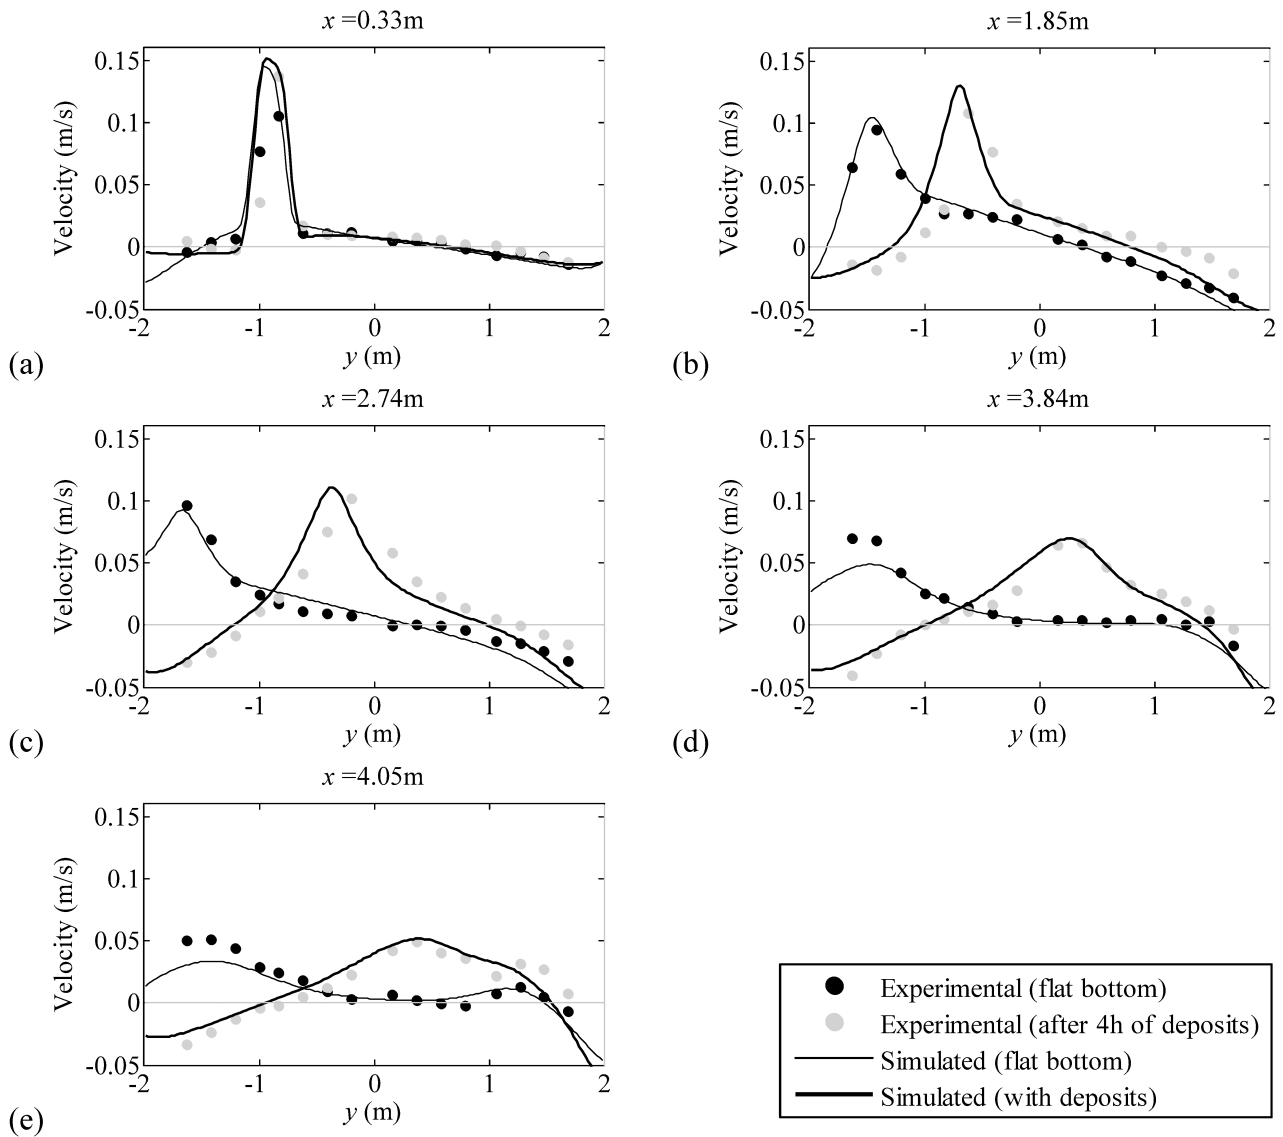 x =0.33m
0.15
0.1
0.05
0
-0.05
-2
-1
0
1
2
Velocity (m/s)
y (m)
(a)
x =1.85m
0.15
0.1
0.05
0
-0.05
-2
-1
0
1
2
Velocity (m/s)
y (m)
(b)
x =2.74m
0.15
0.1
0.05
0
-0.05
-2
-1
0
1
2
Velocity (m/s)
y (m)
(c)
x =3.84m
0.15
0.1
0.05
0
-0.05
-2
-1
0
1
2
Velocity (m/s)
y (m)
(d)
x =4.05m
0.15
0.1
0.05
0
-0.05
-2
-1
0
1
2
Velocity (m/s)
y (m)
(e)
Experimental (flat bottom)
Experimental (after 4h of deposits)
Simulated (flat bottom)
Simulated (with deposits)